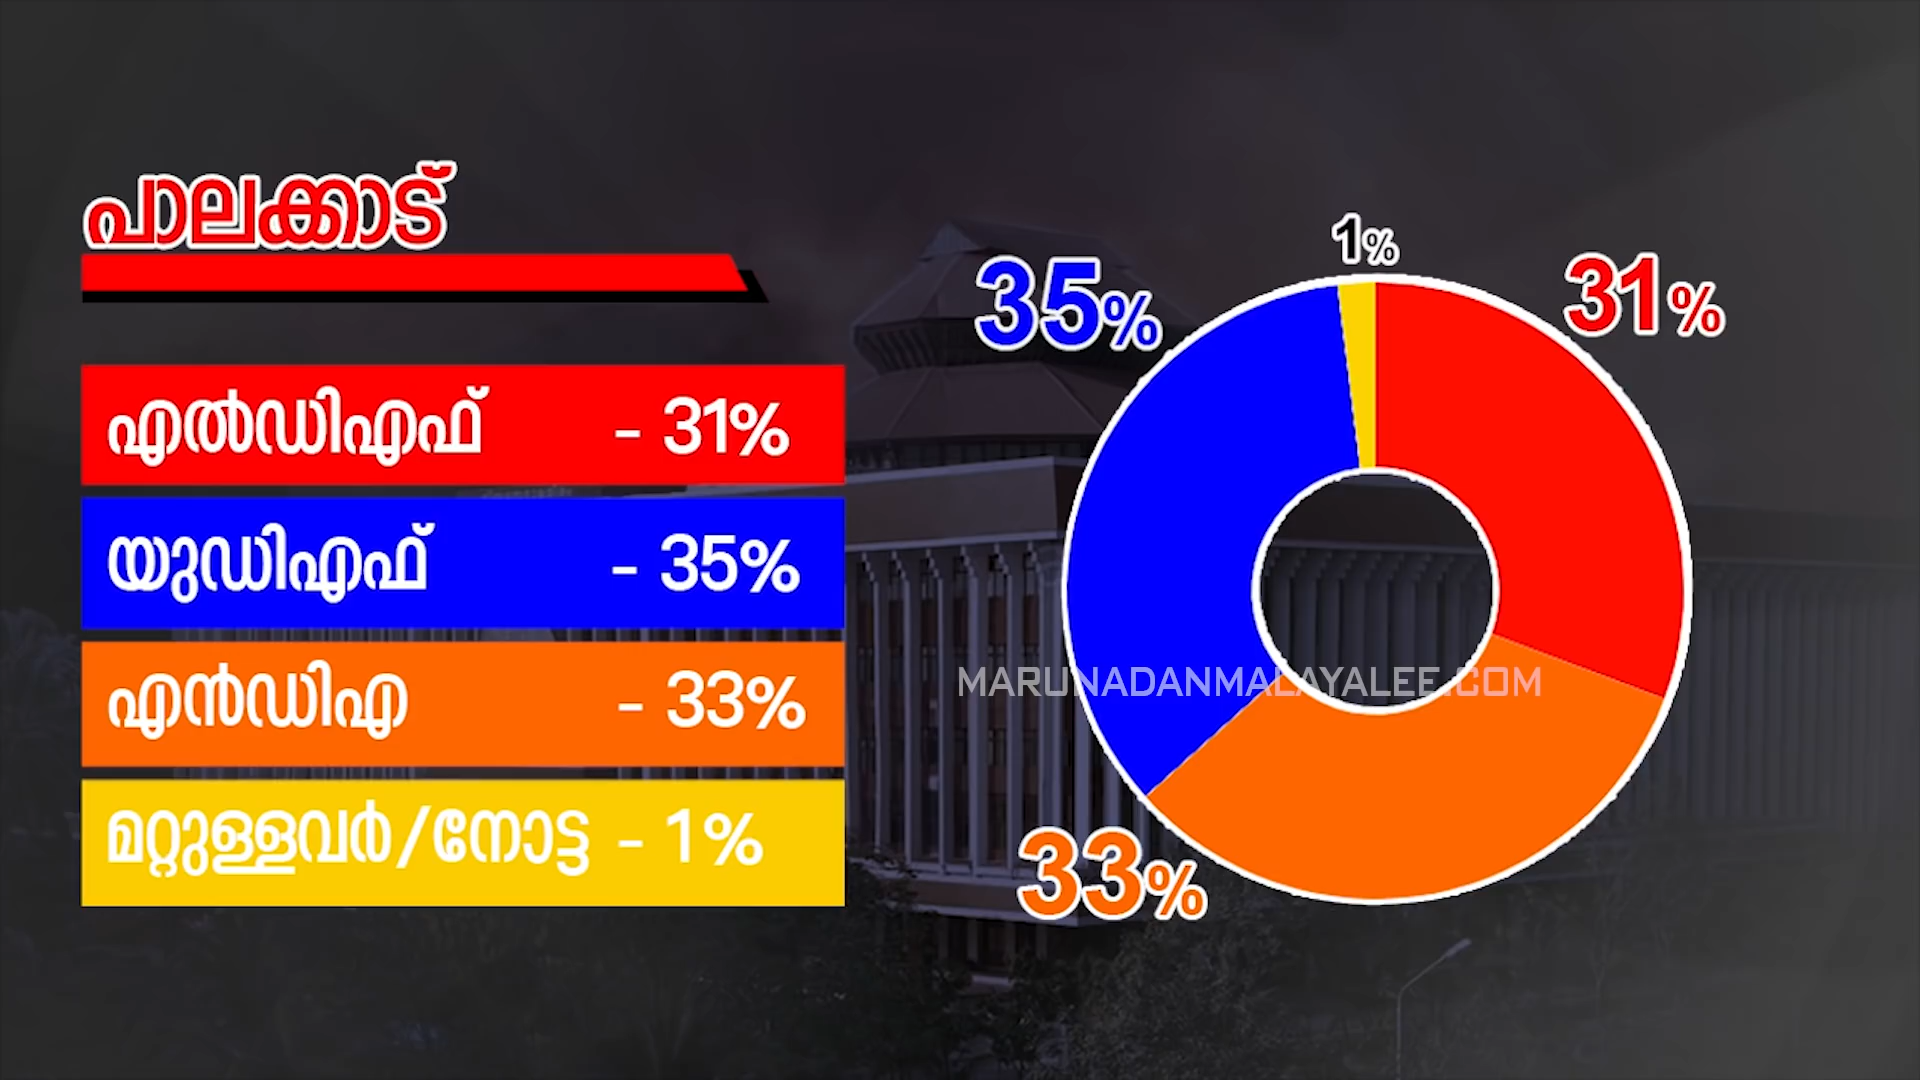 പാലക്കാട്
എൽഡിഎഫ് - 31%
യുഡിഎഫ് - 35%
എൻഡിഎ - 33%
മറ്റുള്ളവർ/നോട്ട - 1%
1%
35%
31%
33%
MARUNADANMALAYALEE.COM